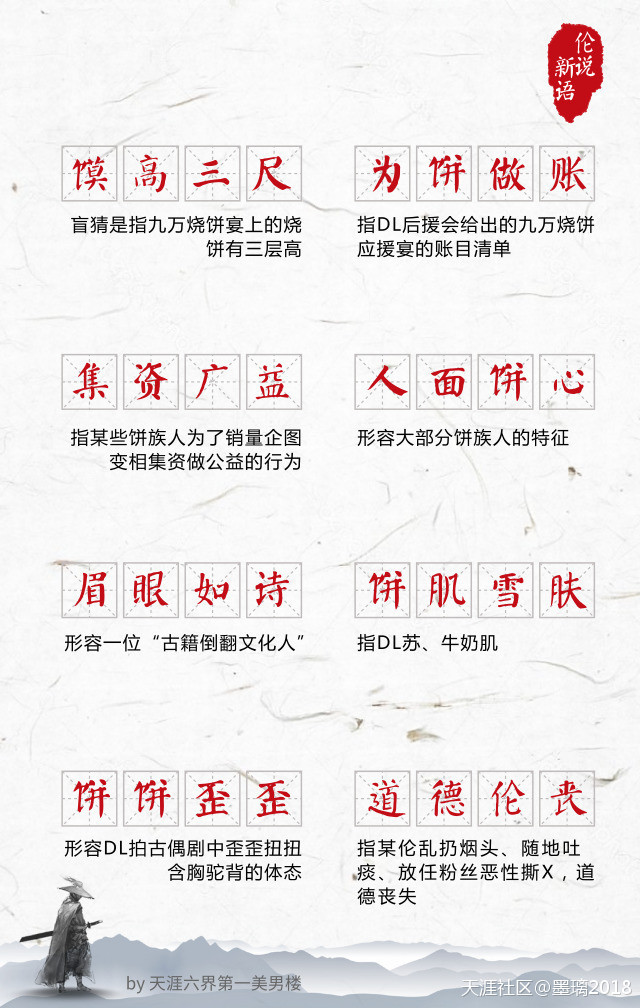 伦说
新语
馍高三尺
盲猜是指九万烧饼宴上的烧
饼有三层高
为饼做账
指DL后援会给出的九万烧饼
应援宴的账目清单
集资广益
指某些饼族人为了销量企图
变相集资做公益的行为
人面饼心
形容大部分饼族人的特征
眉眼如诗
形容一位“古籍倒翻文化人”
饼肌雪肤
指DL苏、牛奶肌
饼饼歪歪
形容DL拍古偶剧中歪歪扭扭
含胸驼背的体态
道德伦丧
指某伦乱扔烟头、随地吐
痰、放任粉丝恶性撕X，道
德丧失
by 天涯六界第一美男楼
天涯社区@墨璃2018